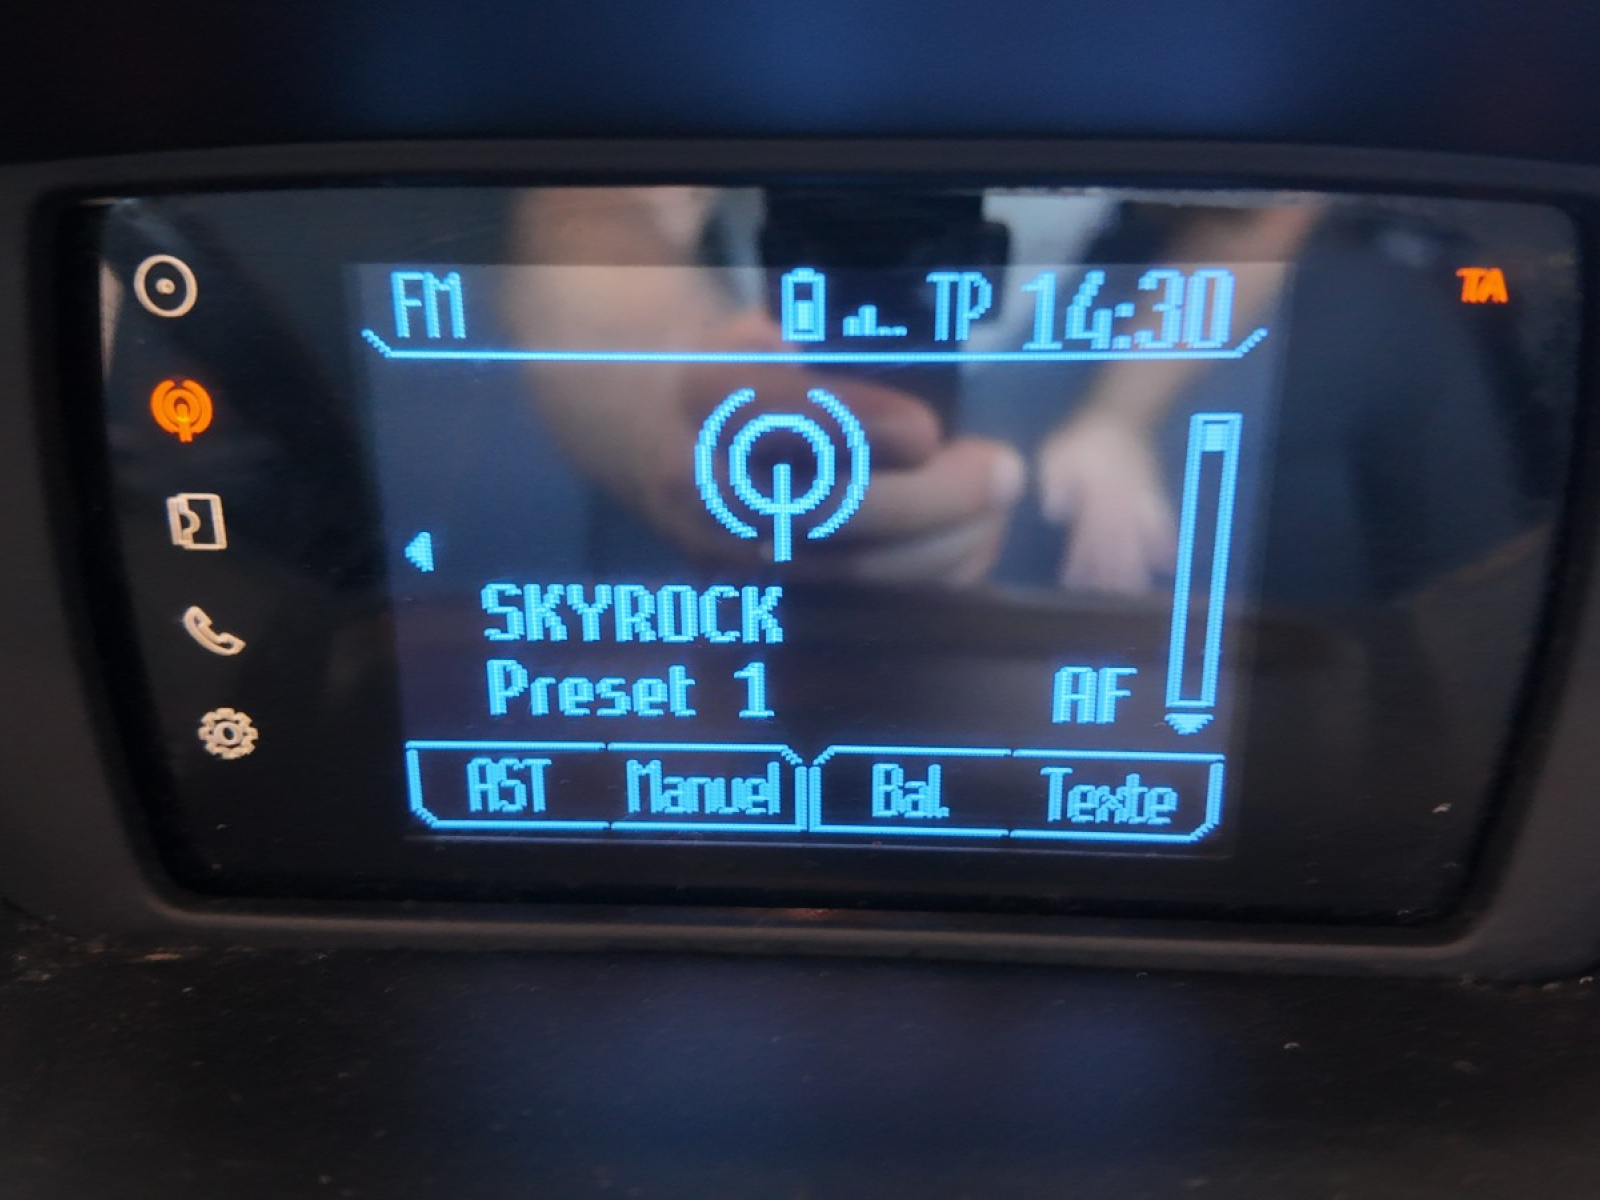 FM TP 14:30 TA
SKYROCK
Preset 1 AF
AST Manuel Bal. Texte